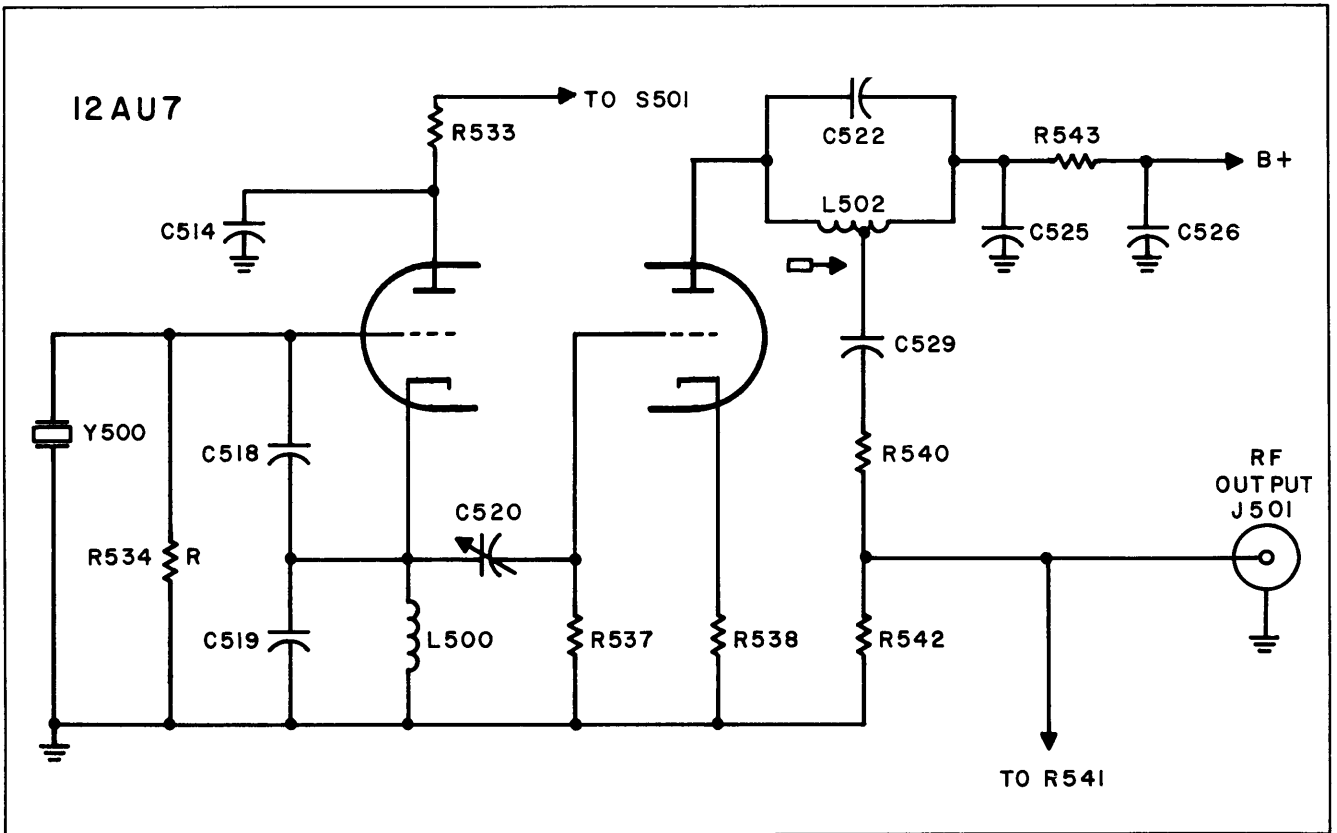 12AU7
TO S501
R533
C522
R543
B+
C514
L502
C525
C526
C529
Y500
C518
R540
RF
OUTPUT
J501
C520
R534
R
C519
L500
R537
R538
R542
TO R541